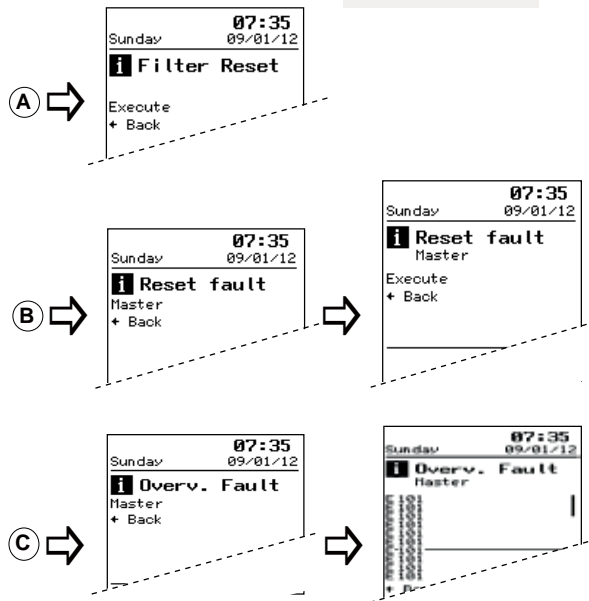 07:35
Sunday 09/01/12
i Filter Reset
Execute
← Back
A
07:35
Sunday 09/01/12
i Reset fault
Master
← Back
B
07:35
Sunday 09/01/12
i Reset fault
Master
Execute
← Back
07:35
Sunday 09/01/12
i Overv. Fault
Master
← Back
C
07:35
Sunday 09/01/12
i Overv. Fault
Master